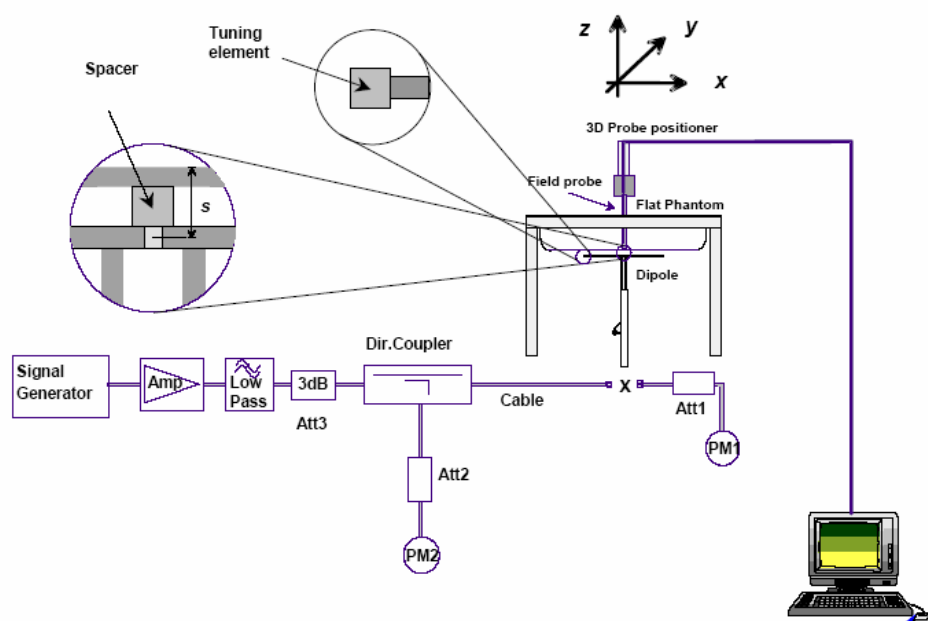 Tuning
element
Spacer
z
y
x
3D Probe positioner
Field probe
Flat Phantom
s
Dipole
Dir.Coupler
Signal
Generator
Amp
Low
Pass
3dB
Att3
Cable
X
Att1
PM1
Att2
PM2